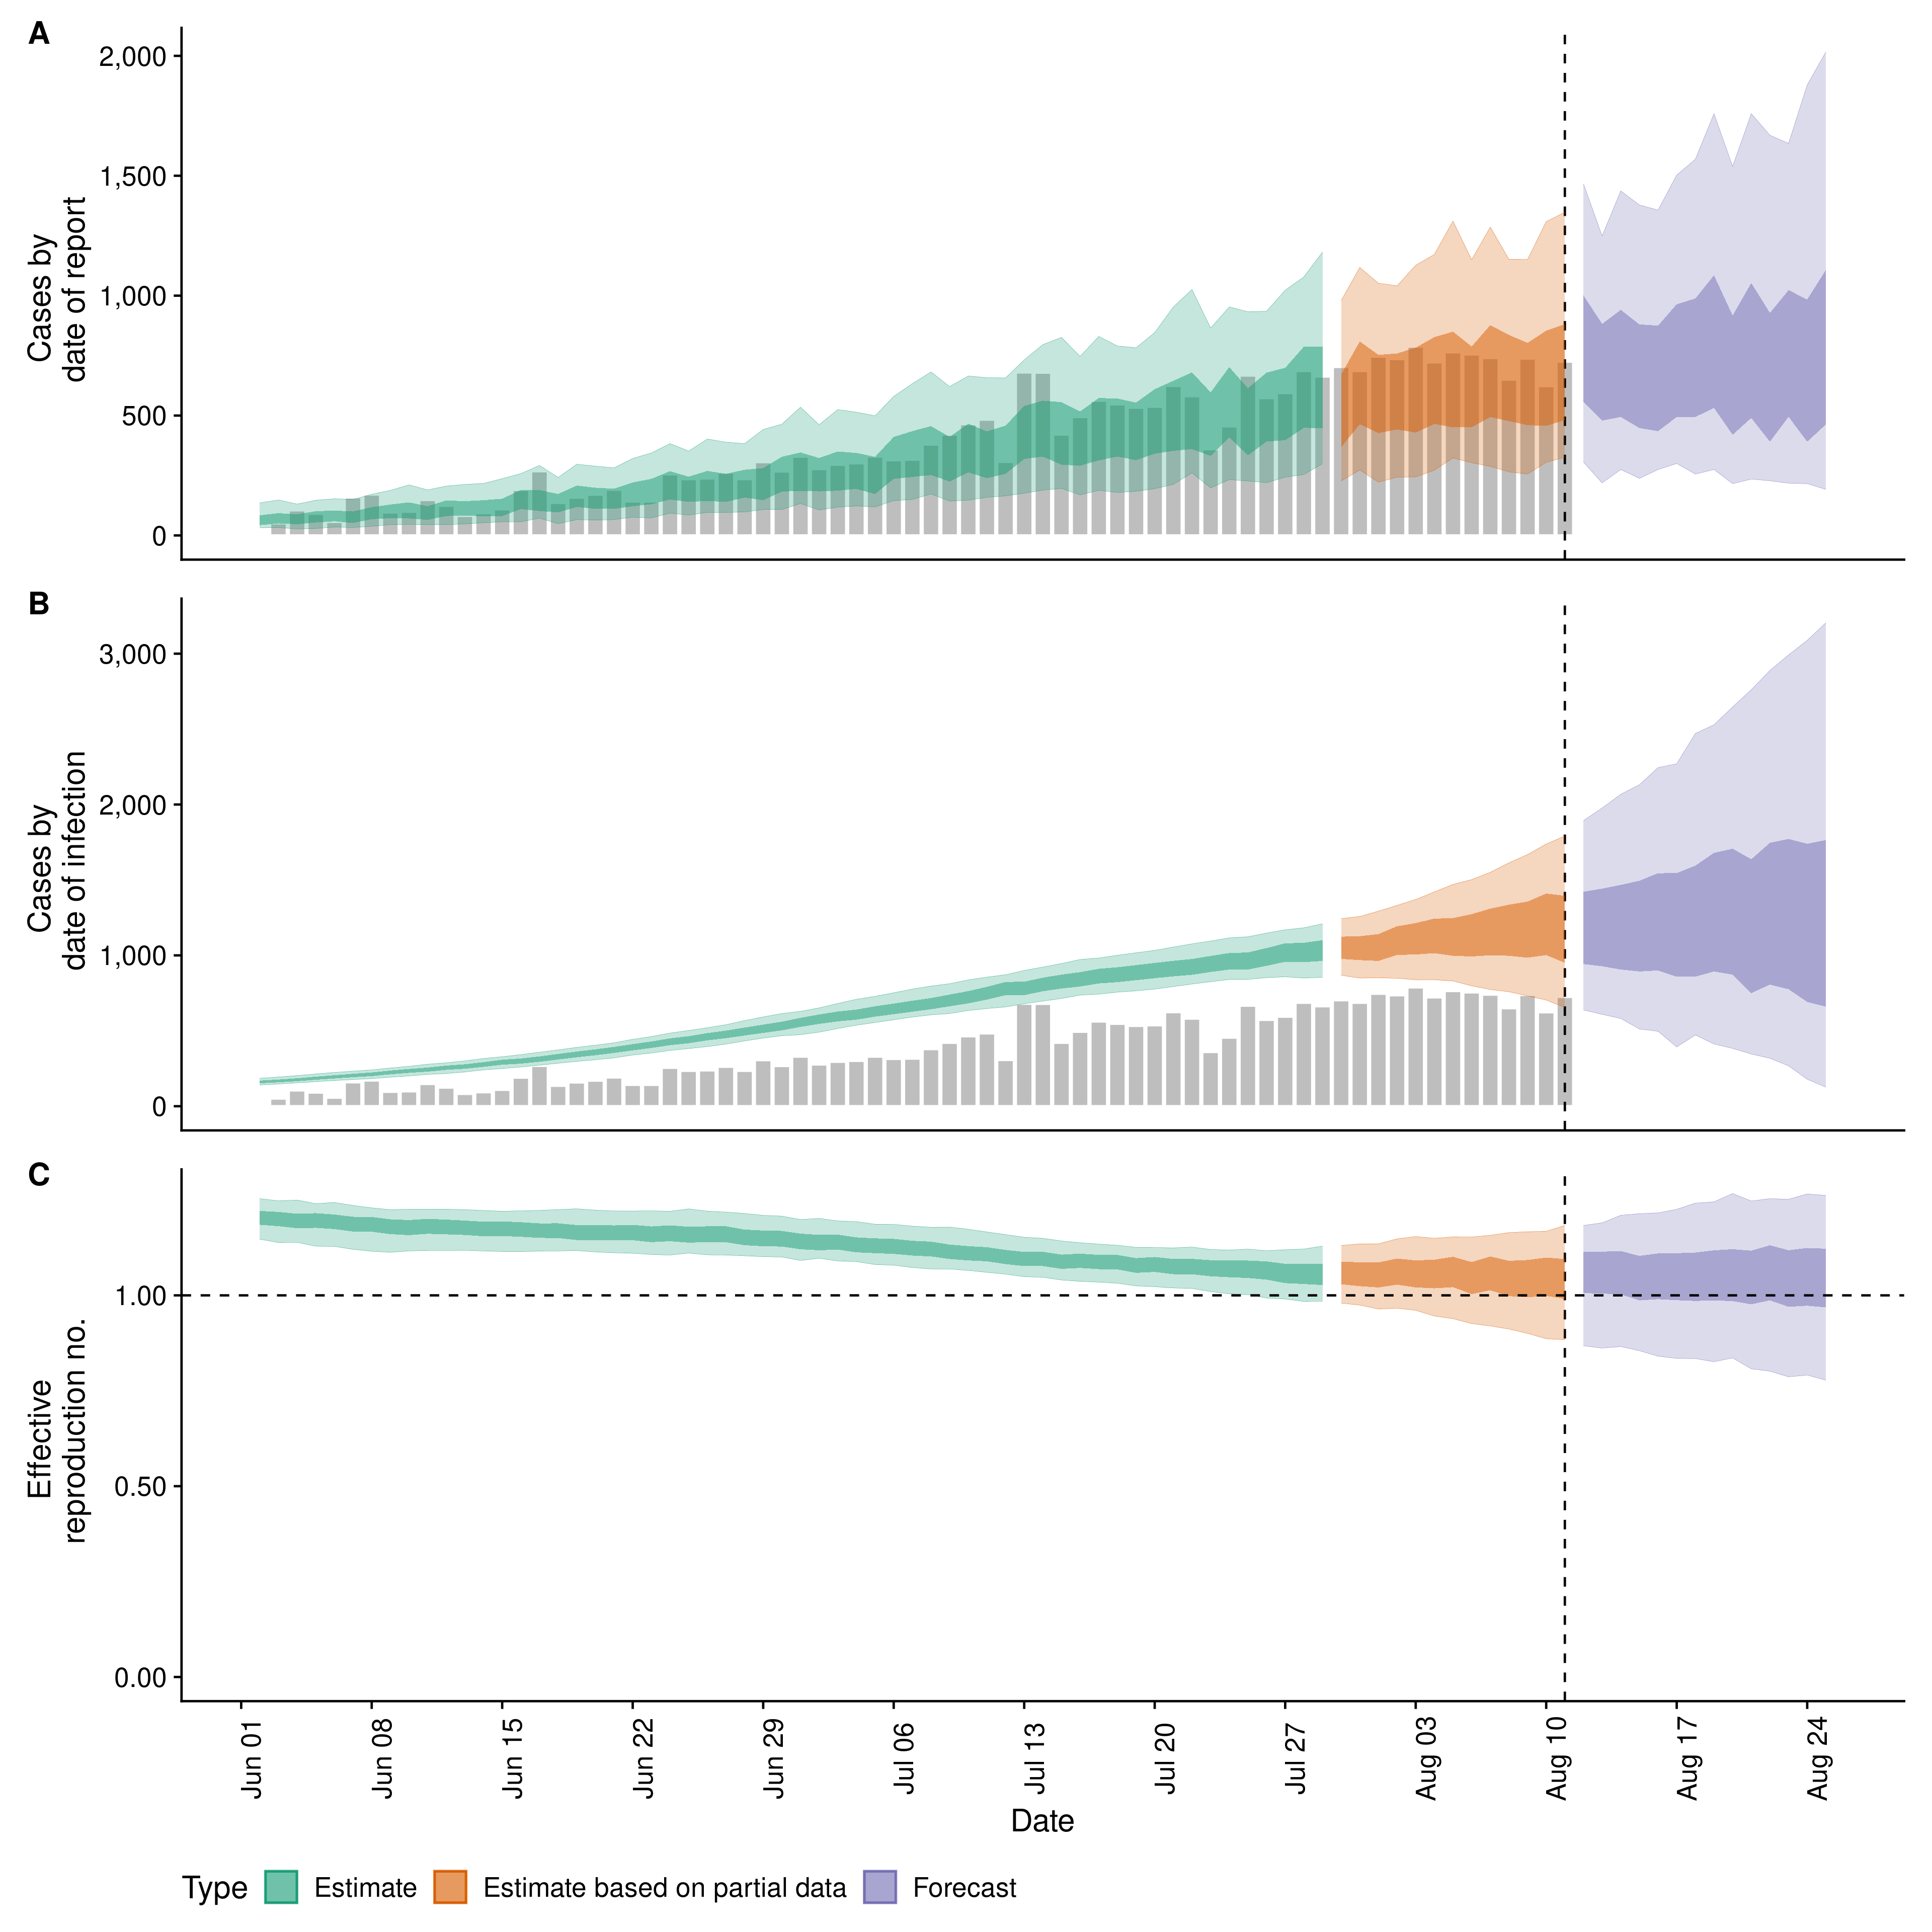 A
2,000
1,500
1,000
500
0
Cases by
date of report
B
3,000
2,000
1,000
0
Cases by
date of infection
C
1.00
0.50
0.00
Effective
reproduction no.
Jun 01
Jun 08
Jun 15
Jun 22
Jun 29
Jul 06
Jul 13
Jul 20
Jul 27
Aug 03
Aug 10
Aug 17
Aug 24
Date
Type Estimate Estimate based on partial data Forecast